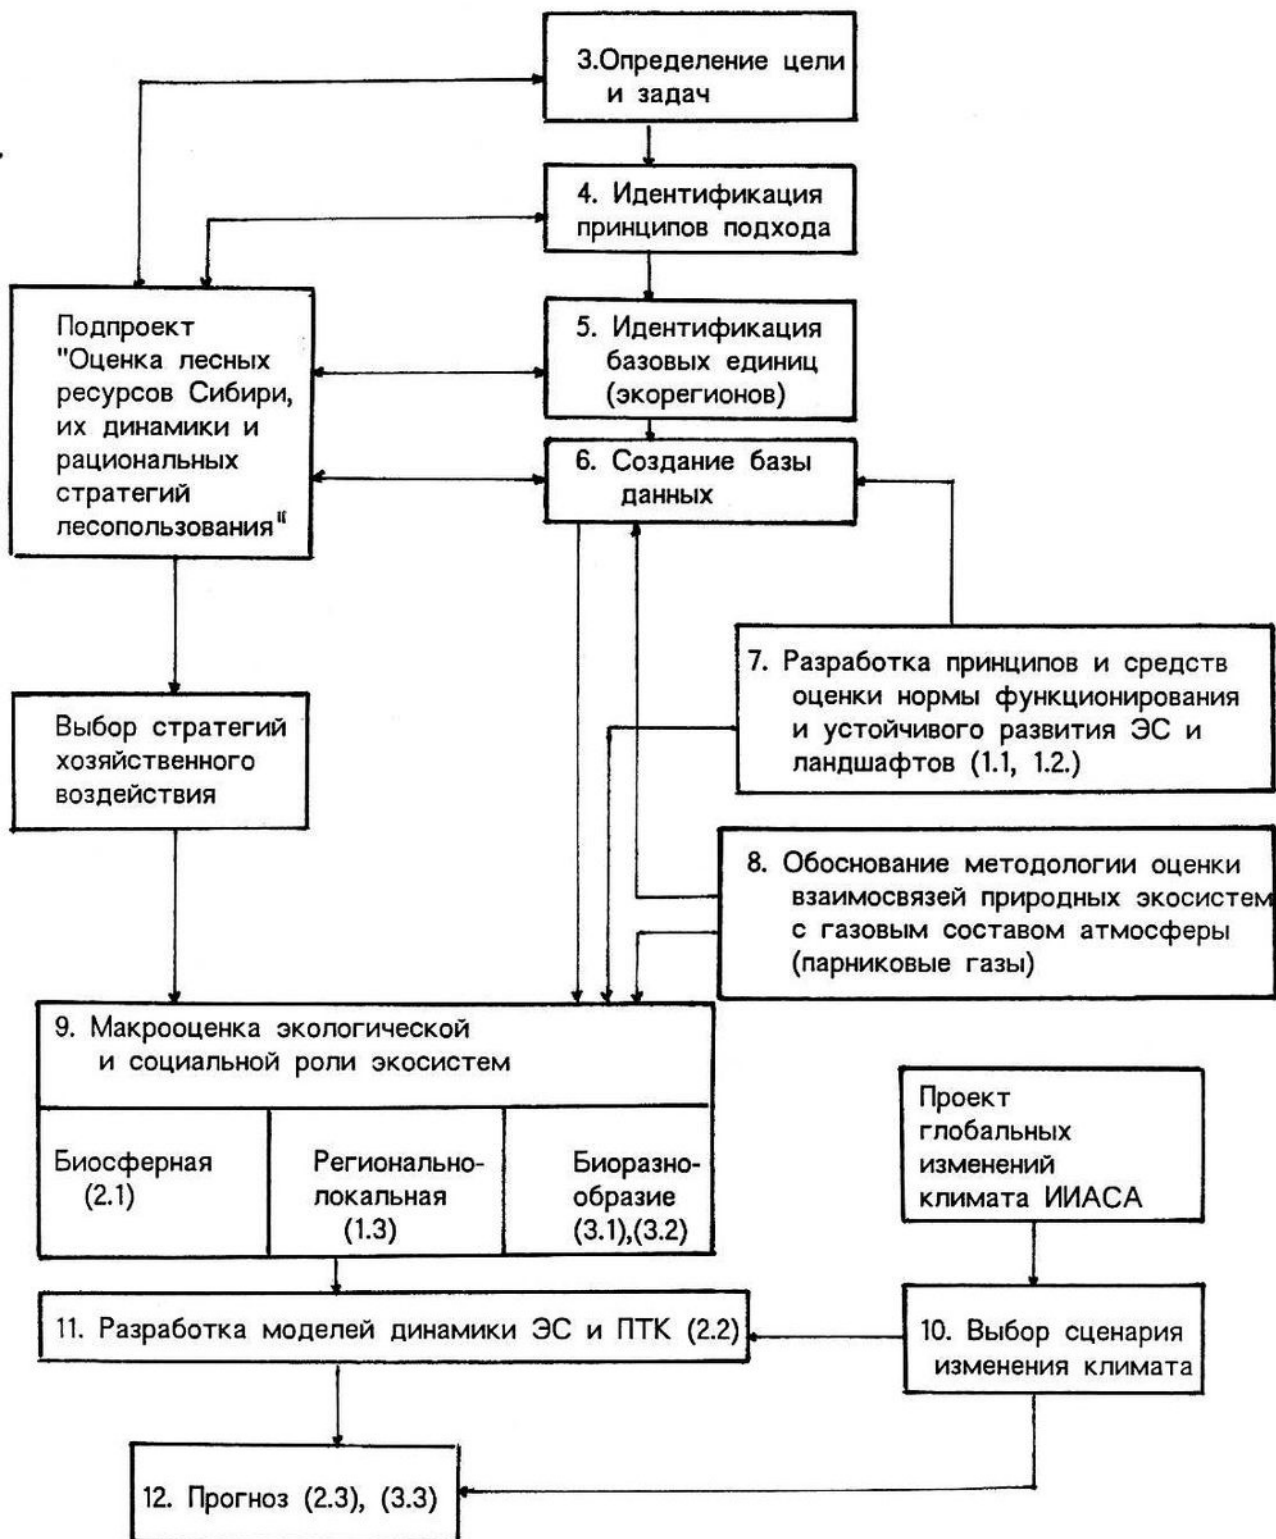 3.Определение цели
и задач
4. Идентификация
принципов подхода
Подпроект
"Оценка лесных
ресурсов Сибири,
их динамики и
рациональных
стратегий
лесопользования"
5. Идентификация
базовых единиц
(экорегионов)
6. Создание базы
данных
7. Разработка принципов и средств
оценки нормы функционирования
и устойчивого развития ЭС и
ландшафтов (1.1, 1.2.)
Выбор стратегий
хозяйственного
воздействия
8. Обоснование методологии оценки
взаимосвязей природных экосистем
с газовым составом атмосферы
(парниковые газы)
9. Макрооценка экологической
и социальной роли экосистем
Биосферная
(2.1)
Регионально-
локальная
(1.3)
Биоразно-
образие
(3.1),(3.2)
Проект
глобальных
изменений
климата ИИАСА
11. Разработка моделей динамики ЭС и ПТК (2.2)
10. Выбор сценария
изменения климата
12. Прогноз (2.3), (3.3)